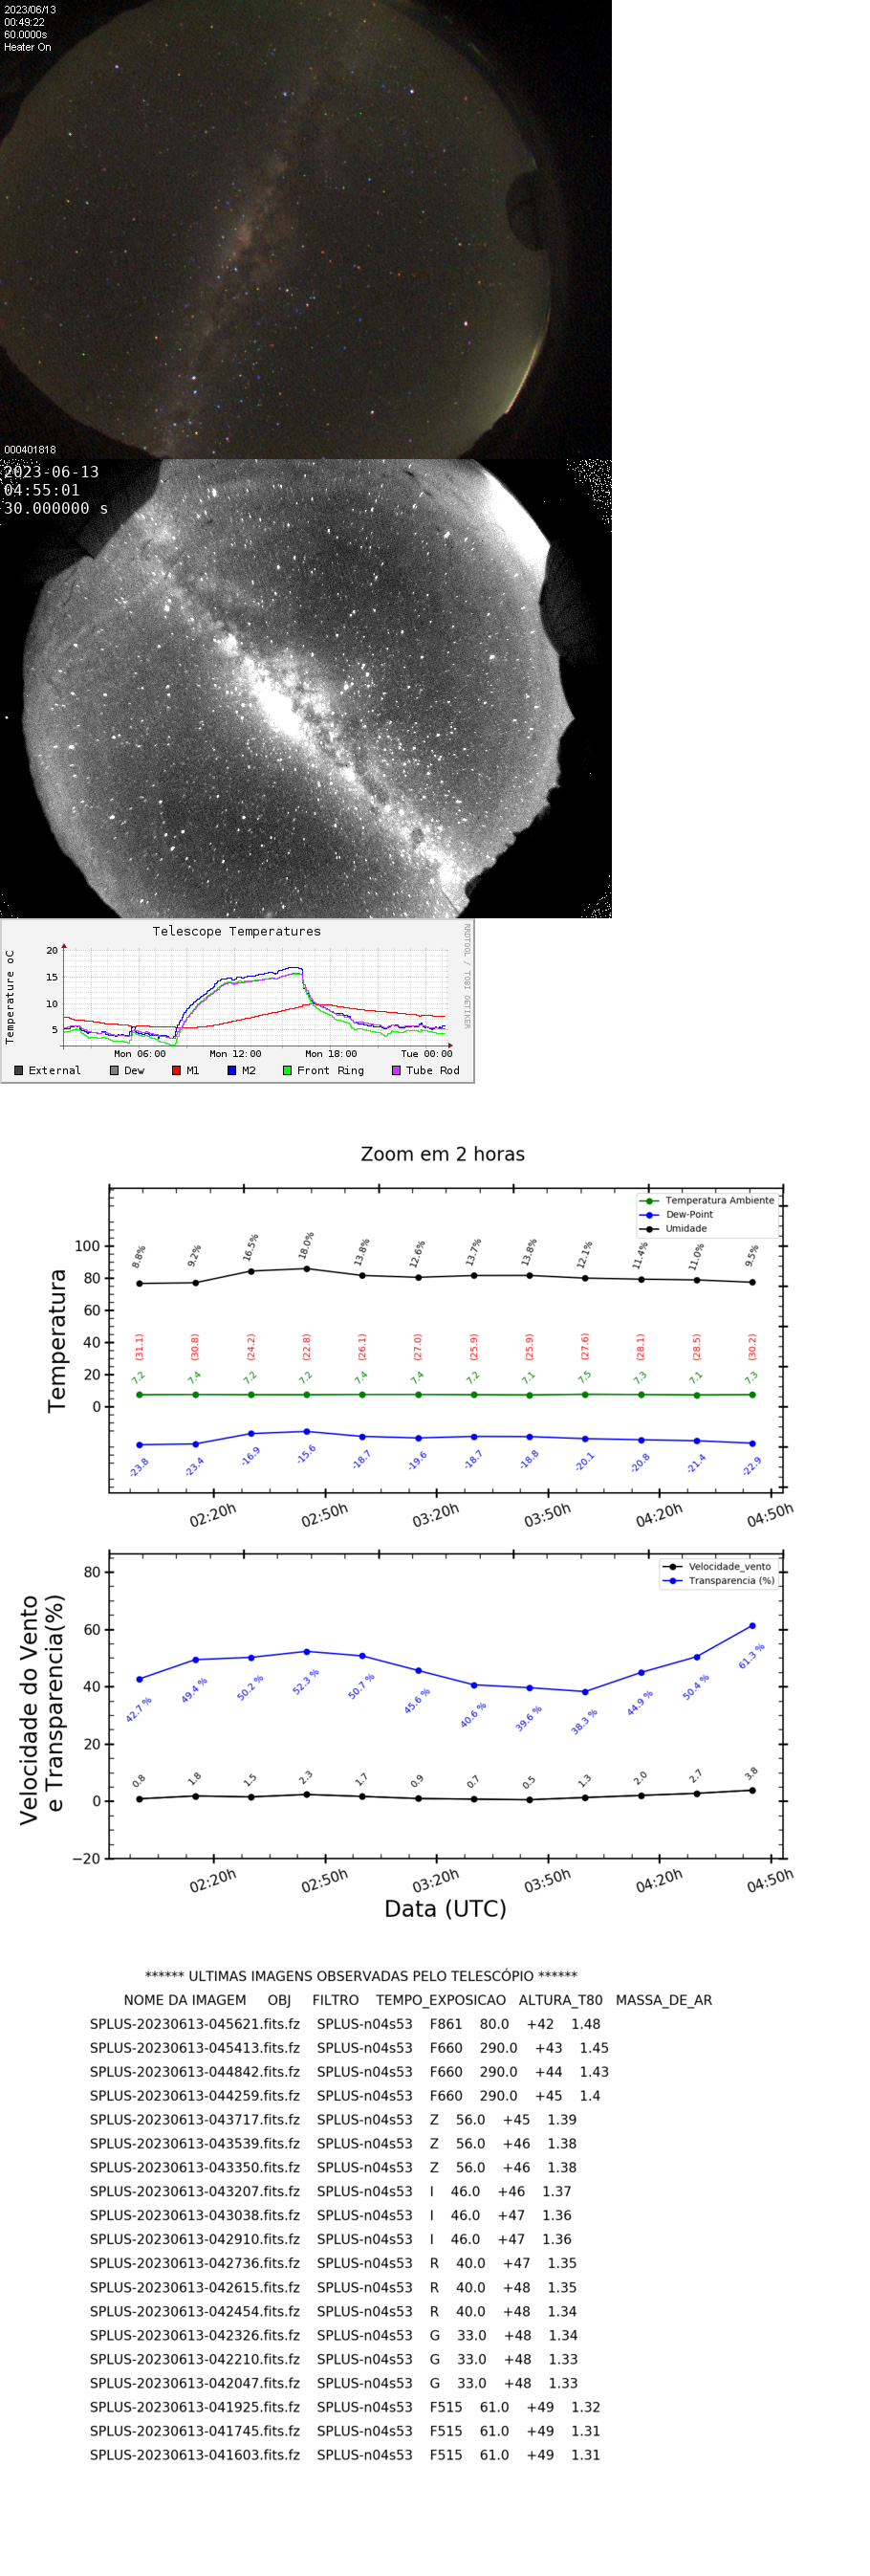 2023/06/13
00:49:22
60.0000s
Heater On
000401818
2023-06-13
04:55:01
30.000000 s
Telescope Temperatures
RRDTOOL / TOBI OETIKER
Temperature oC
20
15
10
5
Mon 06:00 Mon 12:00 Mon 18:00 Tue 00:00
External Dew M1 M2 Front Ring Tube Rod
Zoom em 2 horas
Temperatura Ambiente
Dew-Point
Umidade
Temperatura
100
80
60
40
20
0
8.8% 9.2% 16.5% 18.0% 13.8% 12.6% 13.7% 13.8% 12.1% 11.4% 11.0% 9.5%
(31.1) (30.8) (24.2) (22.8) (26.1) (27.0) (25.9) (25.9) (27.6) (28.1) (28.5) (30.2)
7.2 7.4 7.2 7.2 7.4 7.4 7.2 7.1 7.5 7.3 7.1 7.3
-23.8 -23.4 -16.9 -15.6 -18.7 -19.6 -18.7 -18.8 -20.1 -20.8 -21.4 -22.9
02:20h 02:50h 03:20h 03:50h 04:20h 04:50h
Velocidade_vento
Transparencia (%)
Velocidade do Vento
e Transparencia(%)
80
60
40
20
0
−20
42.7 % 49.4 % 50.2 % 52.3 % 50.7 % 45.6 % 40.6 % 39.6 % 38.3 % 44.9 % 50.4 % 61.3 %
0.8 1.8 1.5 2.3 1.7 0.9 0.7 0.5 1.3 2.0 2.7 3.8
02:20h 02:50h 03:20h 03:50h 04:20h 04:50h
Data (UTC)
****** ULTIMAS IMAGENS OBSERVADAS PELO TELESCÓPIO ******
NOME DA IMAGEM OBJ FILTRO TEMPO_EXPOSICAO ALTURA_T80 MASSA_DE_AR
SPLUS-20230613-045621.fits.fz SPLUS-n04s53 F861 80.0 +42 1.48
SPLUS-20230613-045413.fits.fz SPLUS-n04s53 F660 290.0 +43 1.45
SPLUS-20230613-044842.fits.fz SPLUS-n04s53 F660 290.0 +44 1.43
SPLUS-20230613-044259.fits.fz SPLUS-n04s53 F660 290.0 +45 1.4
SPLUS-20230613-043717.fits.fz SPLUS-n04s53 Z 56.0 +45 1.39
SPLUS-20230613-043539.fits.fz SPLUS-n04s53 Z 56.0 +46 1.38
SPLUS-20230613-043350.fits.fz SPLUS-n04s53 Z 56.0 +46 1.38
SPLUS-20230613-043207.fits.fz SPLUS-n04s53 I 46.0 +46 1.37
SPLUS-20230613-043038.fits.fz SPLUS-n04s53 I 46.0 +47 1.36
SPLUS-20230613-042910.fits.fz SPLUS-n04s53 I 46.0 +47 1.36
SPLUS-20230613-042736.fits.fz SPLUS-n04s53 R 40.0 +47 1.35
SPLUS-20230613-042615.fits.fz SPLUS-n04s53 R 40.0 +48 1.35
SPLUS-20230613-042454.fits.fz SPLUS-n04s53 R 40.0 +48 1.34
SPLUS-20230613-042326.fits.fz SPLUS-n04s53 G 33.0 +48 1.34
SPLUS-20230613-042210.fits.fz SPLUS-n04s53 G 33.0 +48 1.33
SPLUS-20230613-042047.fits.fz SPLUS-n04s53 G 33.0 +48 1.33
SPLUS-20230613-041925.fits.fz SPLUS-n04s53 F515 61.0 +49 1.32
SPLUS-20230613-041745.fits.fz SPLUS-n04s53 F515 61.0 +49 1.31
SPLUS-20230613-041603.fits.fz SPLUS-n04s53 F515 61.0 +49 1.31